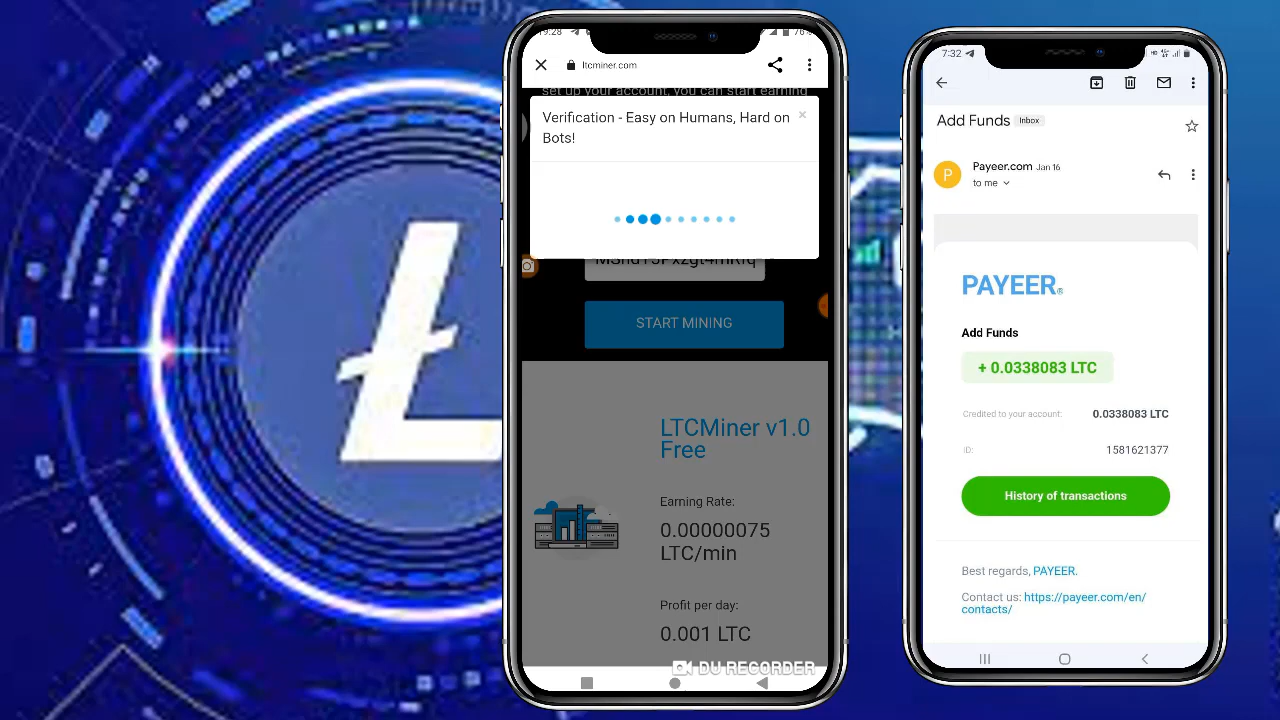 19:28
76%
ltcminer.com
set up your account, you can start earning
Verification - Easy on Humans, Hard on
Bots!
×
START MINING
LTCMiner v1.0
Free
Earning Rate:
0.00000075
LTC/min
Profit per day:
0.001 LTC
DU RECORDER
7:32
Add Funds
Inbox
P
Payeer.com Jan 16
to me
PAYEER®
Add Funds
+ 0.0338083 LTC
Credited to your account:
0.0338083 LTC
ID:
1581621377
History of transactions
Best regards, PAYEER.
Contact us: https://payeer.com/en/
contacts/